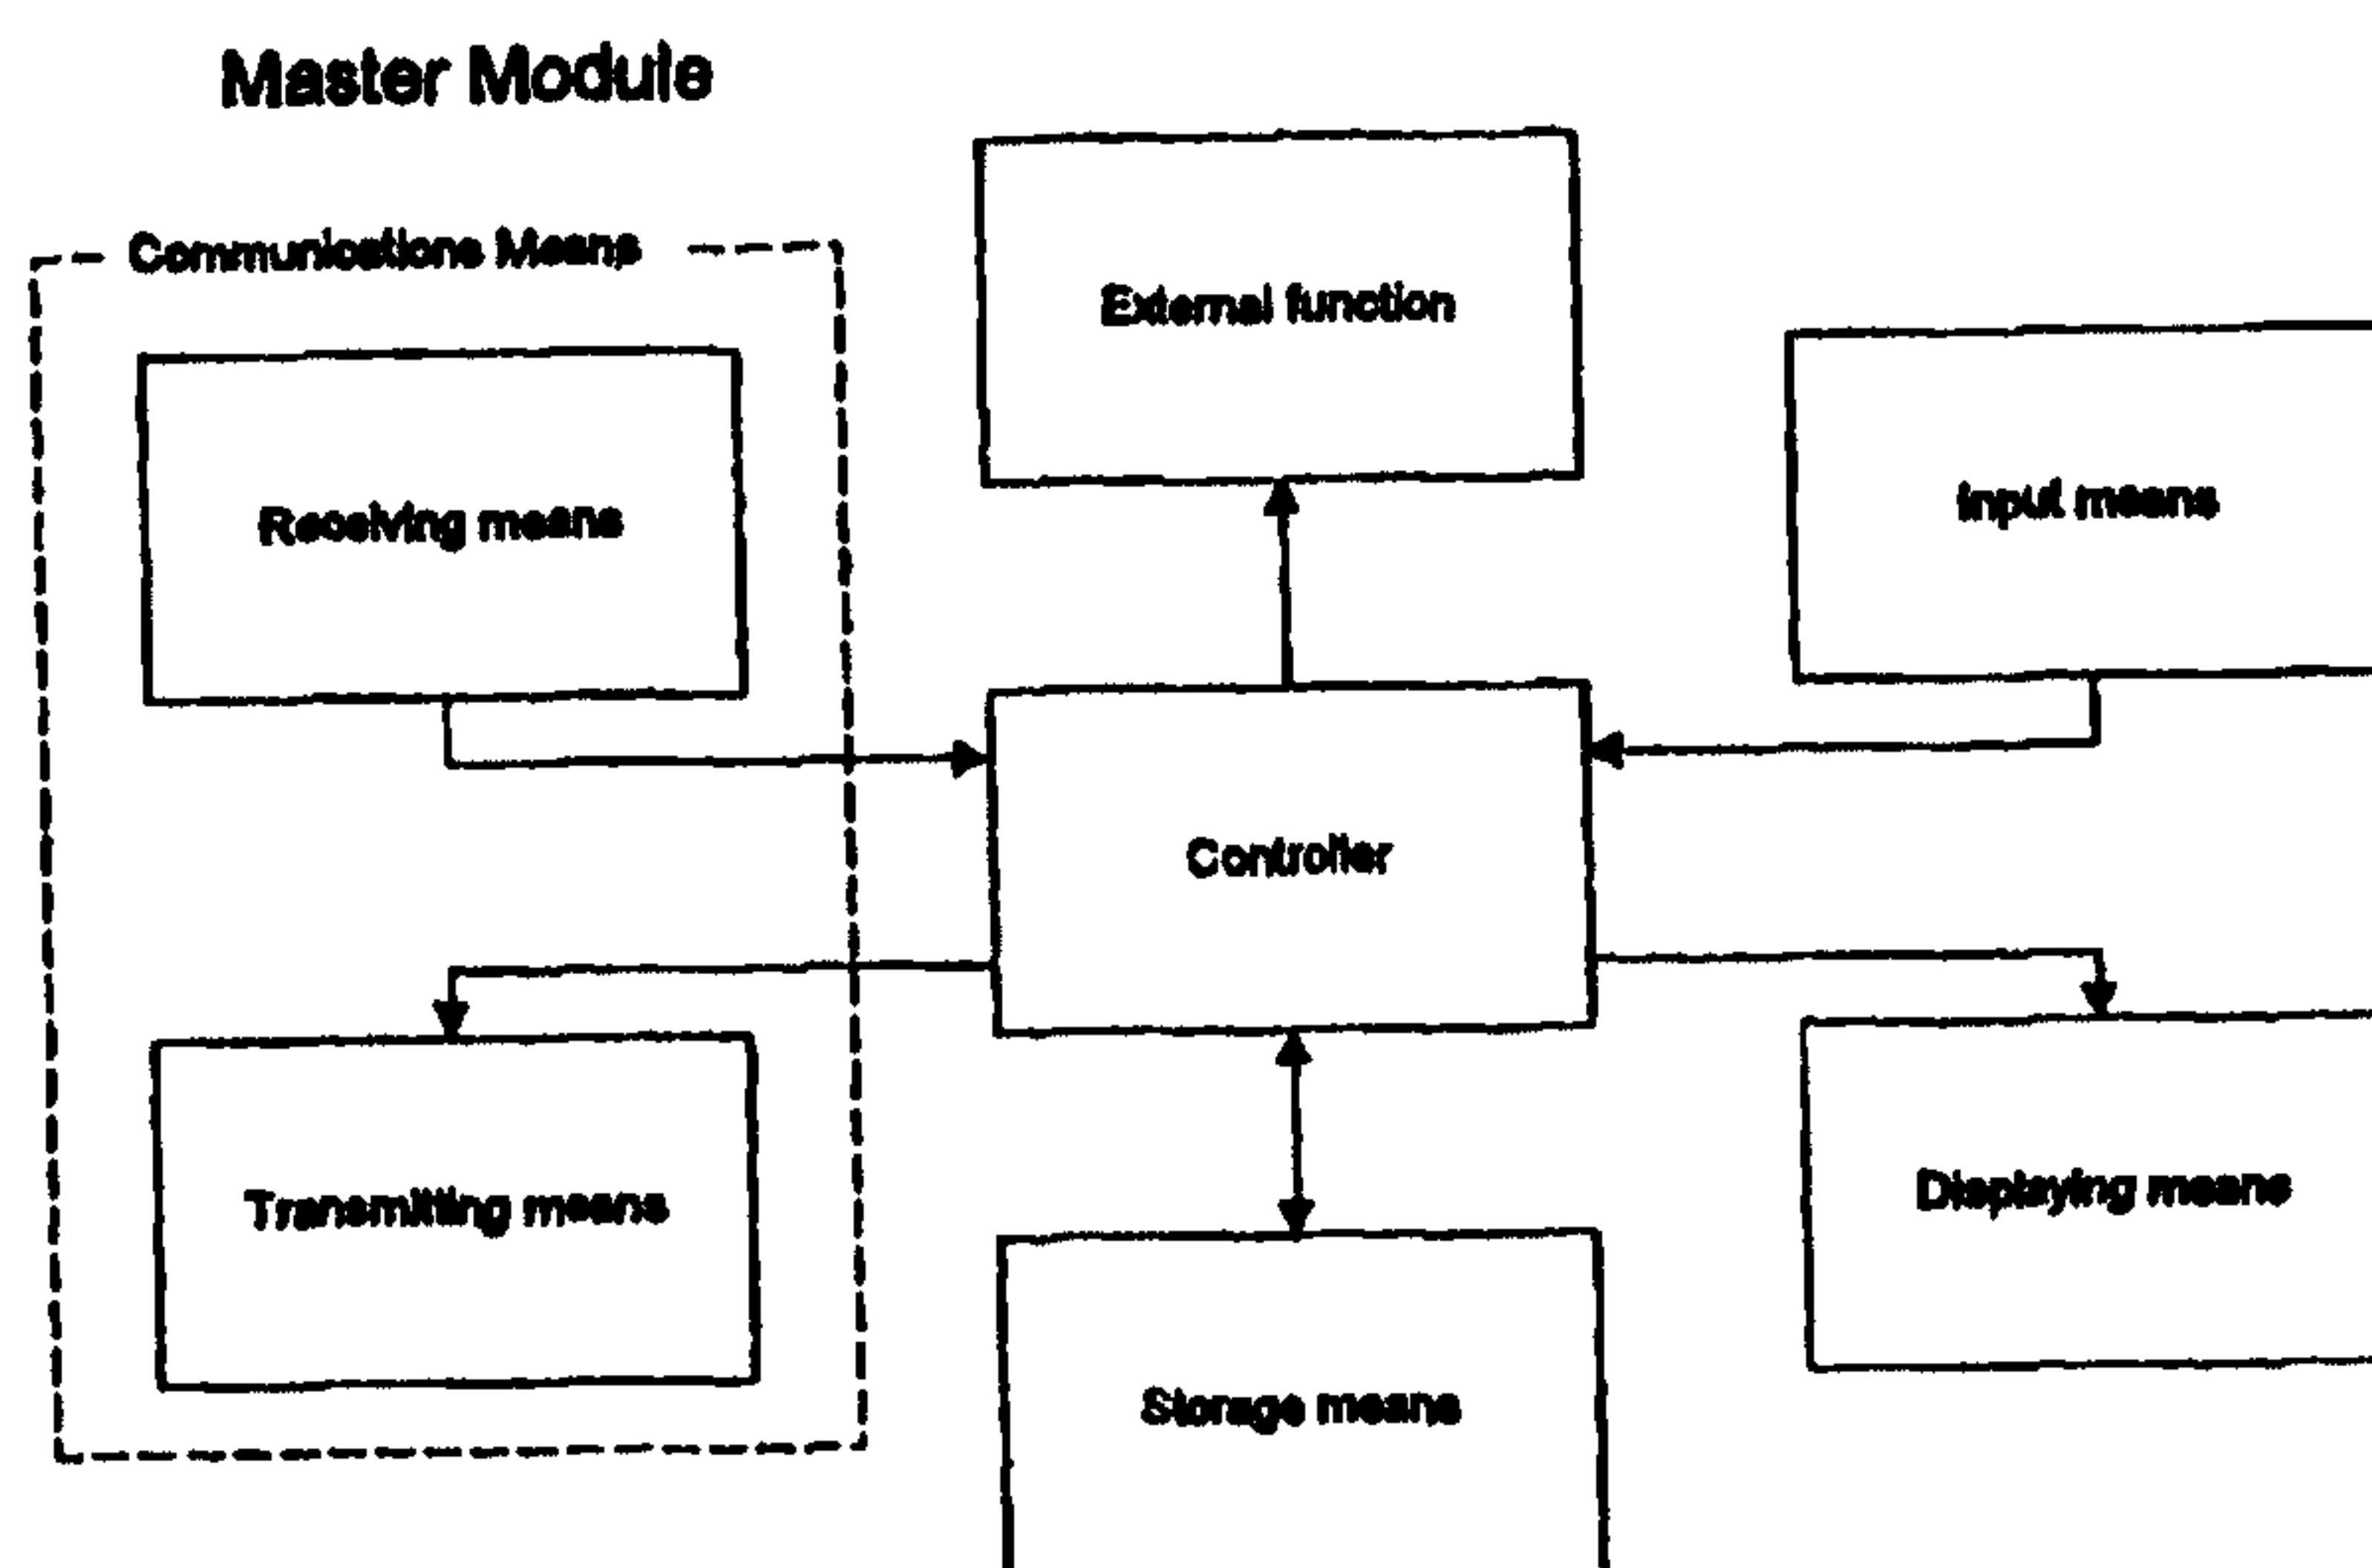 Master Module
Communications Means
External function
Receiving means
Input means
Controller
Transmitting means
Displaying means
Storage means